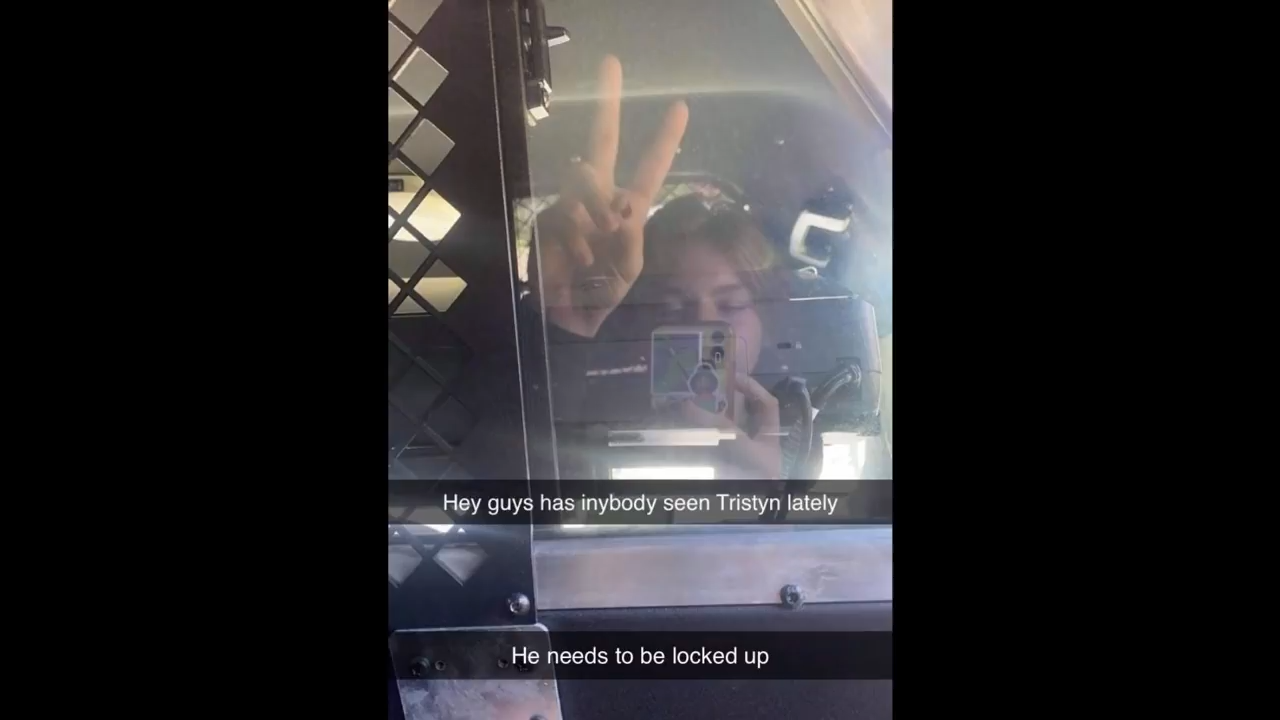 Hey guys has inybody seen Tristyn lately
He needs to be locked up